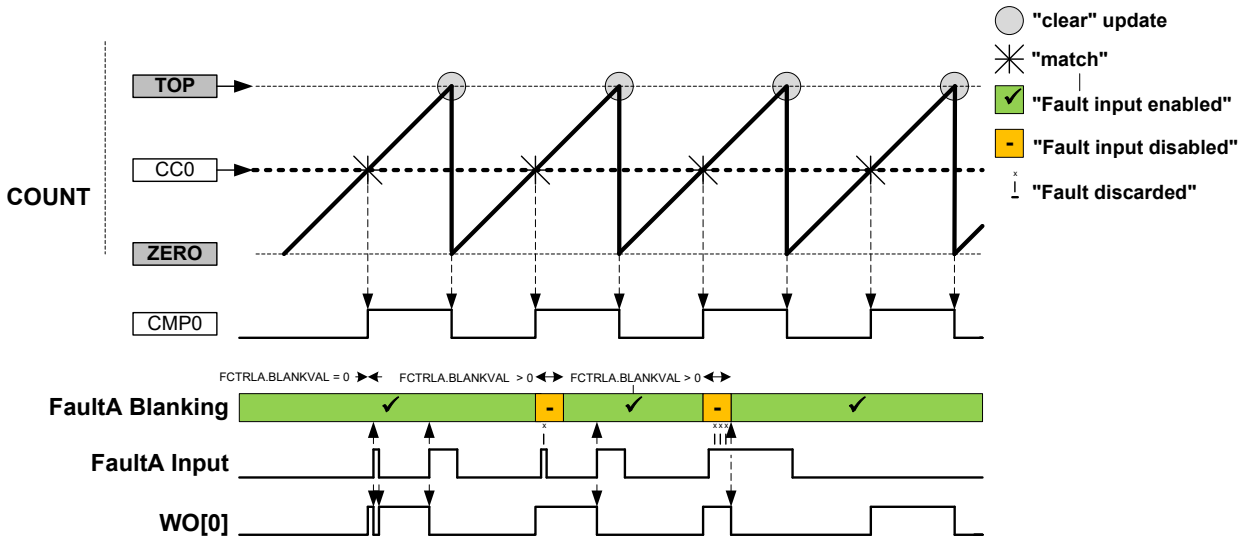 "clear" update
"match"
"Fault input enabled"
"Fault input disabled"
"Fault discarded"
TOP
CC0
COUNT
ZERO
CMP0
FCTRLA.BLANKVAL = 0
FCTRLA.BLANKVAL > 0
FCTRLA.BLANKVAL > 0
FaultA Blanking
✓ - ✓ - ✓
x
xxx
FaultA Input
WO[0]